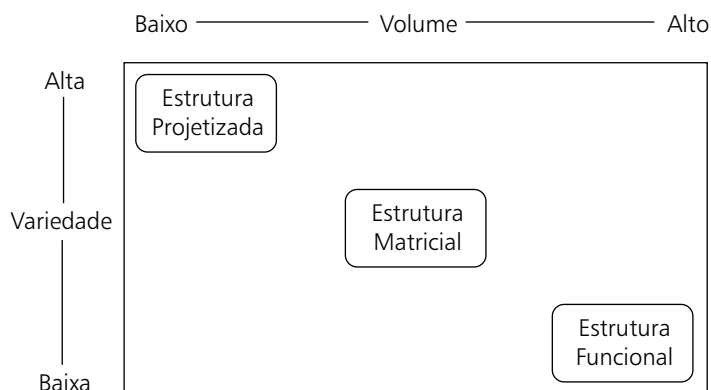 Baixo Volume Alto
Alta
Estrutura
Projetizada
Variedade
Estrutura
Matricial
Estrutura
Funcional
Baixa